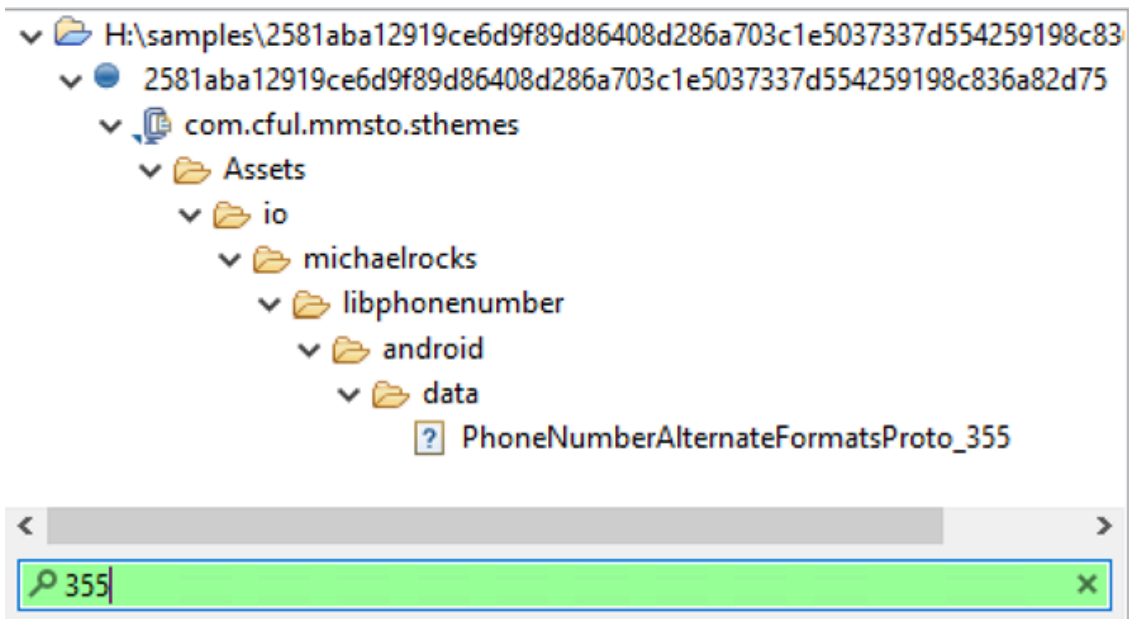 H:\samples\2581aba12919ce6d9f89d86408d286a703c1e5037337d554259198c83
2581aba12919ce6d9f89d86408d286a703c1e5037337d554259198c836a82d75
com.cful.mmsto.sthemes
Assets
io
michaelrocks
libphonenumber
android
data
PhoneNumberAlternateFormatsProto_355
355